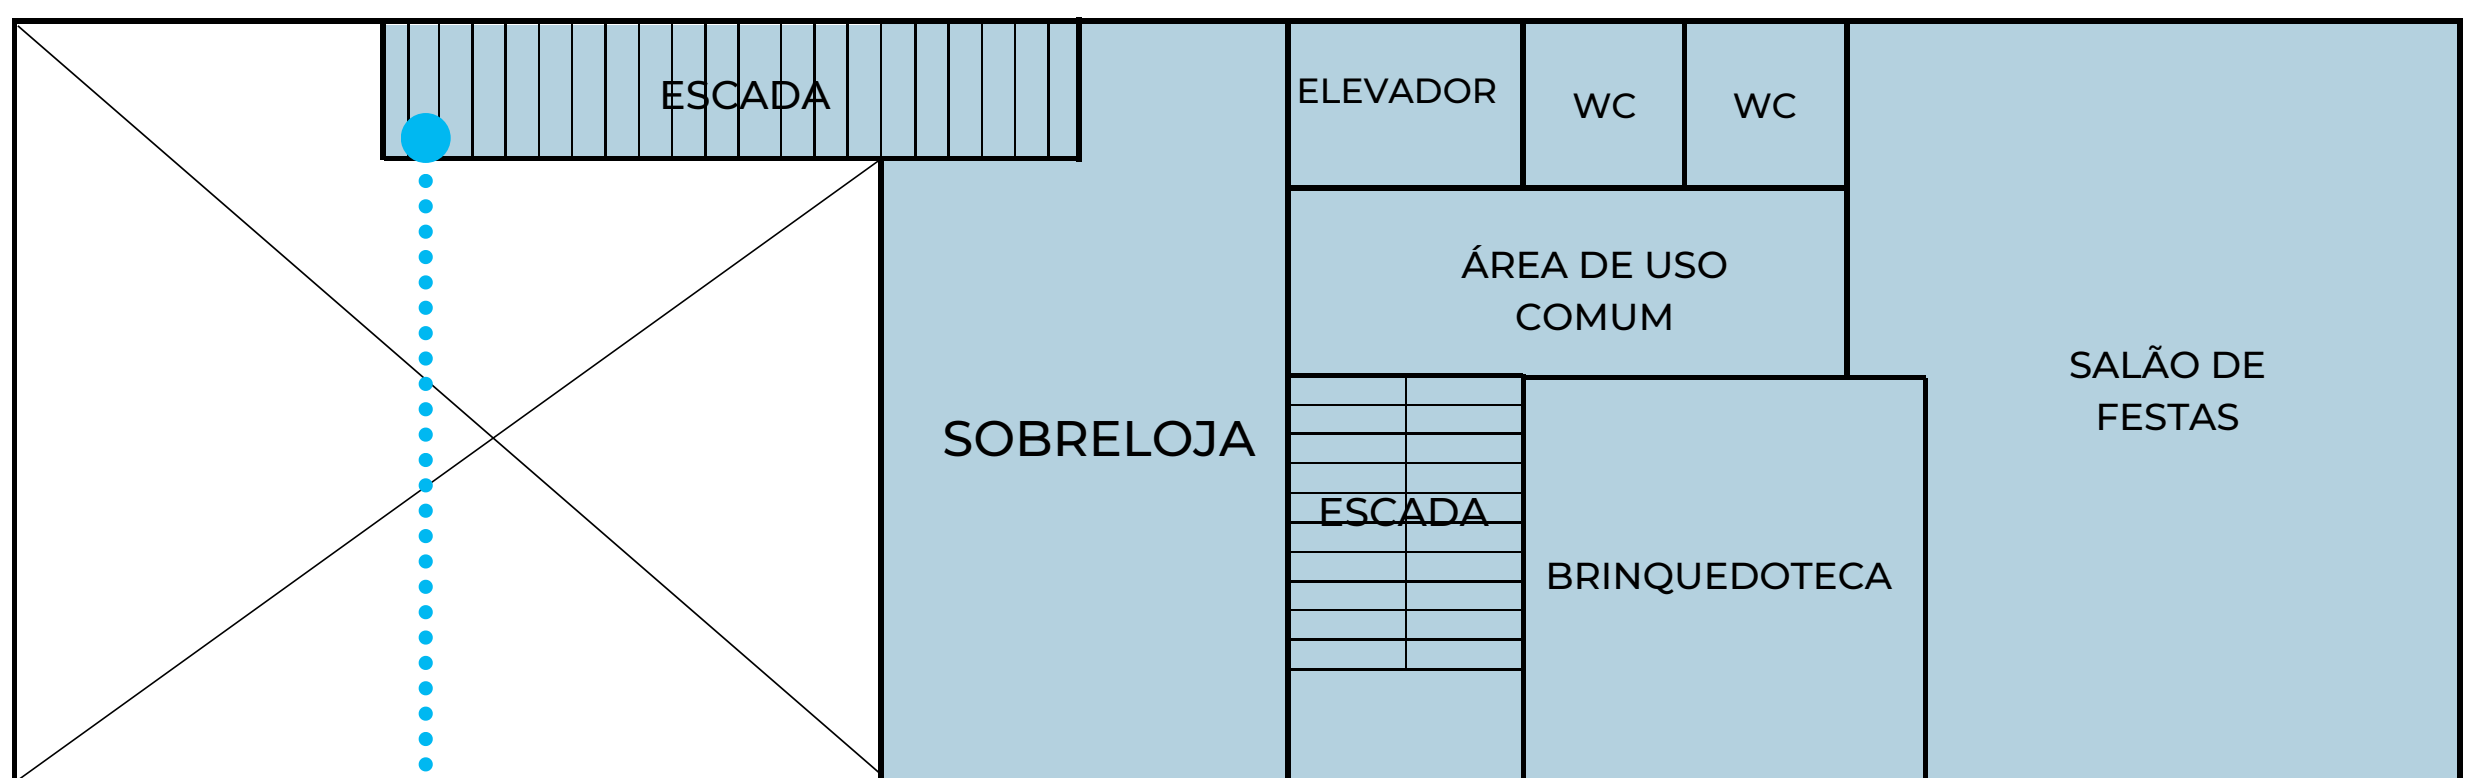 ESCADA
ELEVADOR
WC
WC
ÁREA DE USO
COMUM
SALÃO DE
FESTAS
SOBRELOJA
ESCADA
BRINQUEDOTECA